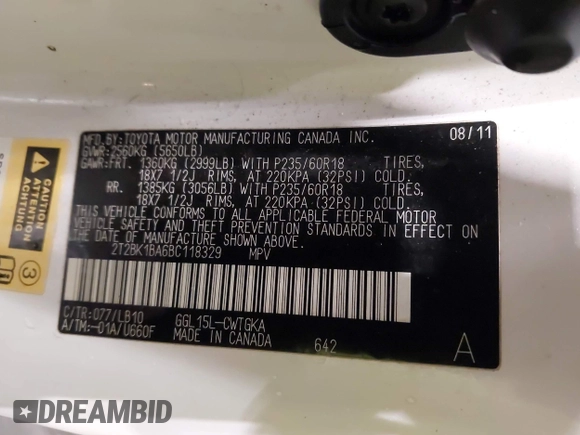 MFD.BY:TOYOTA MOTOR MANUFACTURING CANADA INC. 08/11
GVWR:2560KG (5650LB)
GAWR:FRT. 1360KG (2993LB) WITH P235/60R18 TIRES,
18X7 1/2J RIMS, AT 220KPA (32PSI) COLD.
RR. 1385KG (3056LB) WITH P235/60R18 TIRES,
18X7 1/2J RIMS, AT 220KPA (32PSI) COLD.
THIS VEHICLE CONFORMS TO ALL APPLICABLE FEDERAL MOTOR
VEHICLE SAFETY AND THEFT PREVENTION STANDARDS
IN EFFECT ON THE DATE OF MANUFACTURE SHOWN ABOVE.
2T2BK1BA6BC118329 MPV
C/TR:077/LB10 GGL15L-CWTGKA
A/TM:-01A/U660F MADE IN CANADA 642 A
CAUTION
ATTENTION
ACHTUNG
3
DREAMBID